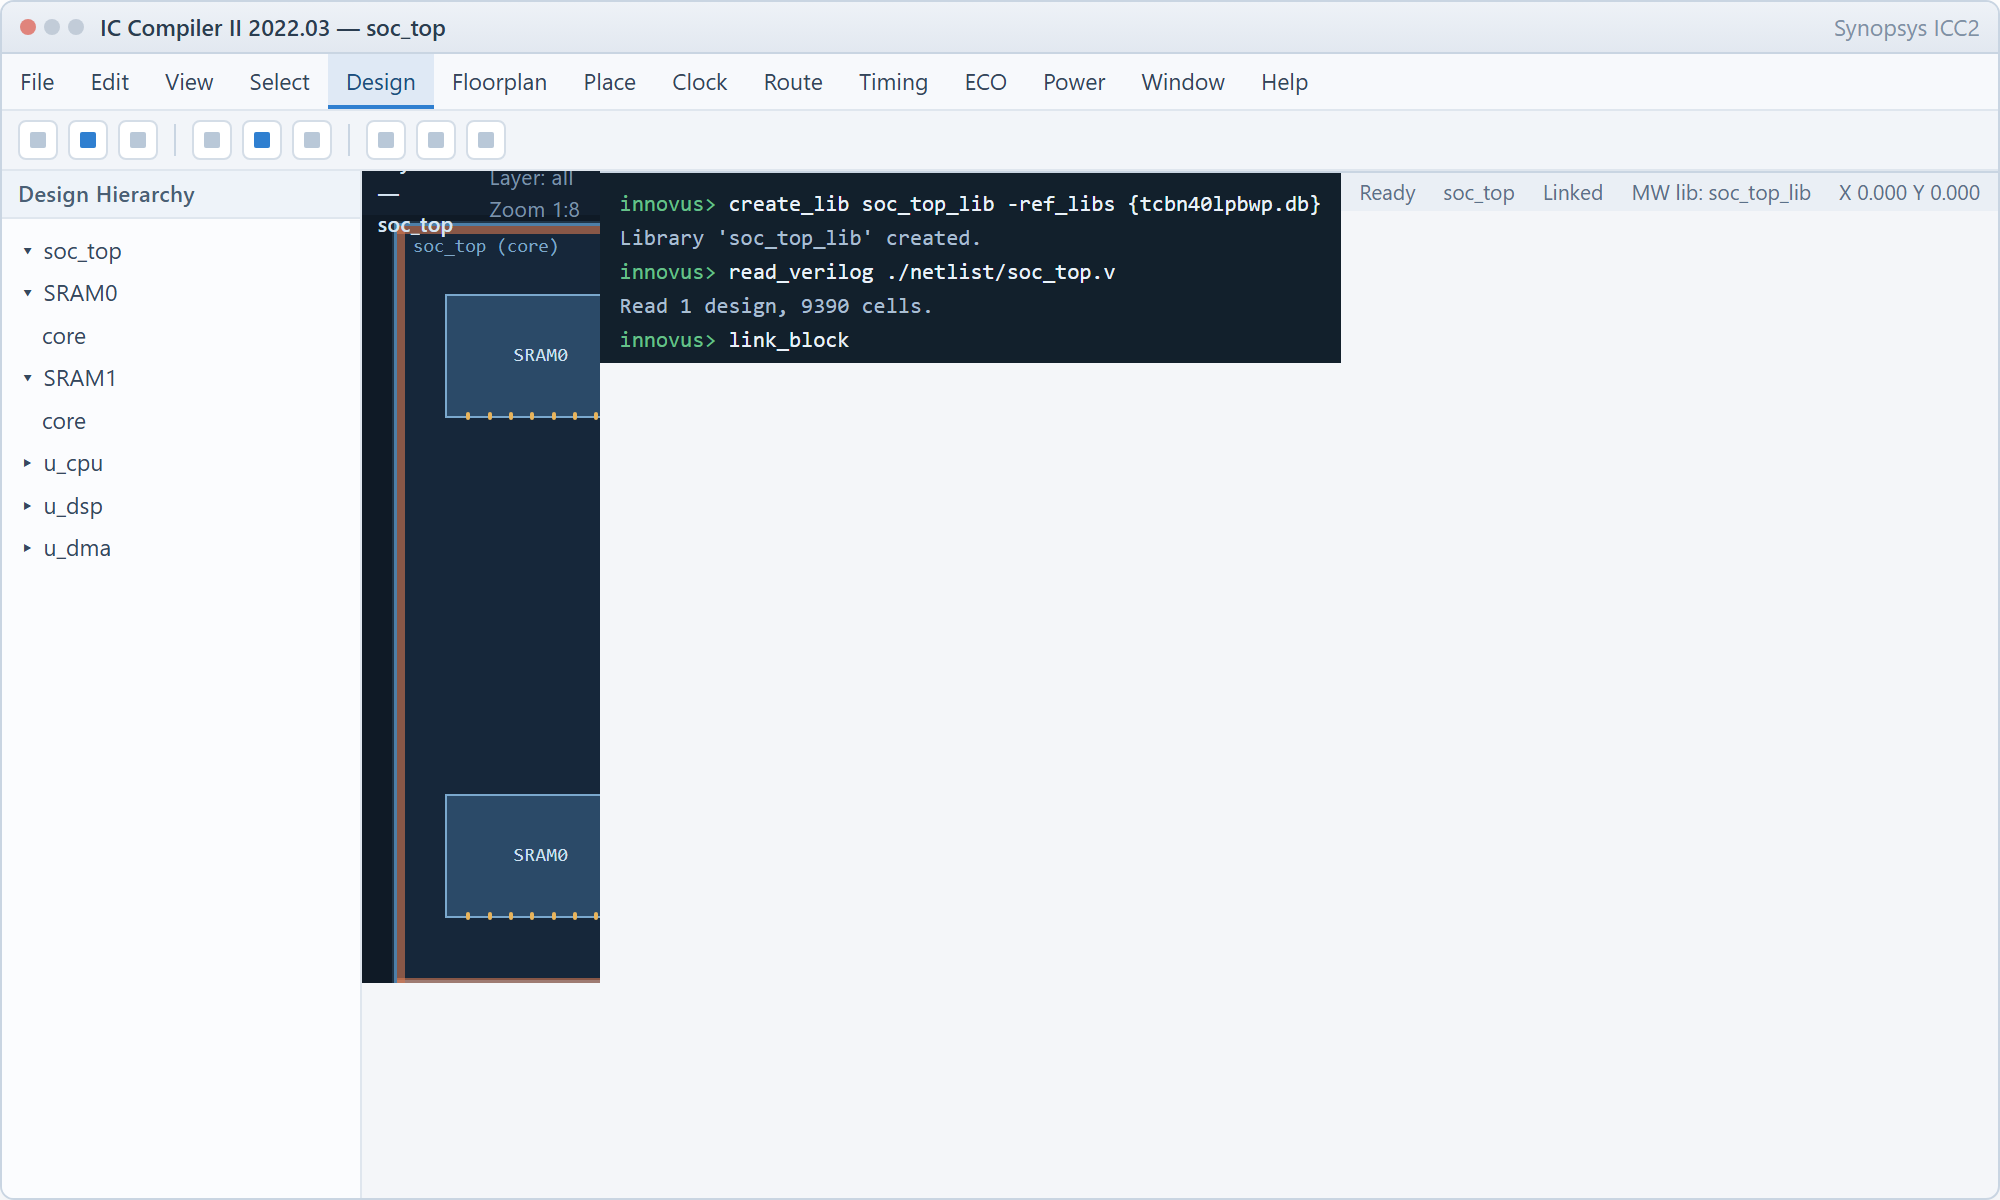 IC Compiler II 2022.03 — soc_top
Synopsys ICC2
File Edit View Select Design Floorplan Place Clock Route Timing ECO Power Window Help
Design Hierarchy
soc_top
SRAM0
core
SRAM1
core
u_cpu
u_dsp
u_dma
—
soc_top
Layer: all
Zoom 1:8
soc_top (core)
SRAM0
SRAM0
innovus> create_lib soc_top_lib -ref_libs {tcbn40lpbwp.db}
Library 'soc_top_lib' created.
innovus> read_verilog ./netlist/soc_top.v
Read 1 design, 9390 cells.
innovus> link_block
Ready soc_top Linked MW lib: soc_top_lib X 0.000 Y 0.000